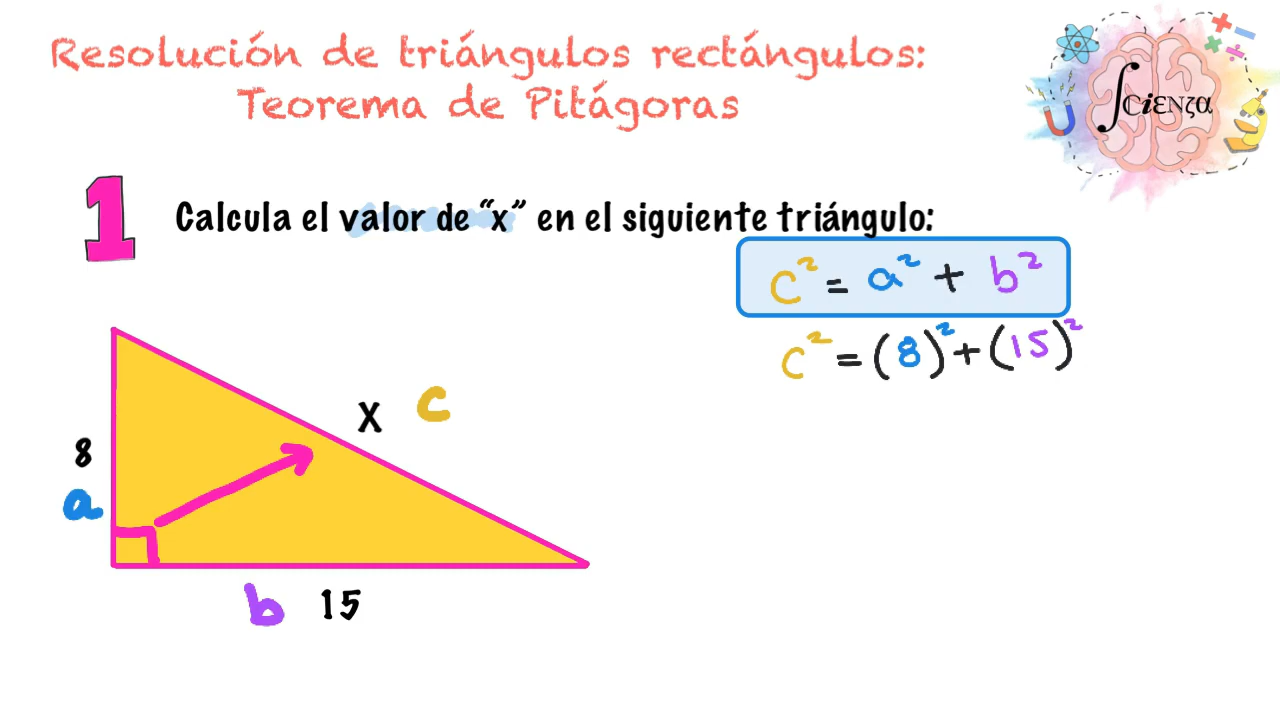 Resolución de triángulos rectángulos:
Teorema de Pitágoras
∫CiENζα
1 Calcula el valor de “x” en el siguiente triángulo:
c² = a² + b²
c² = (8)² + (15)²
x c
8
a
b 15